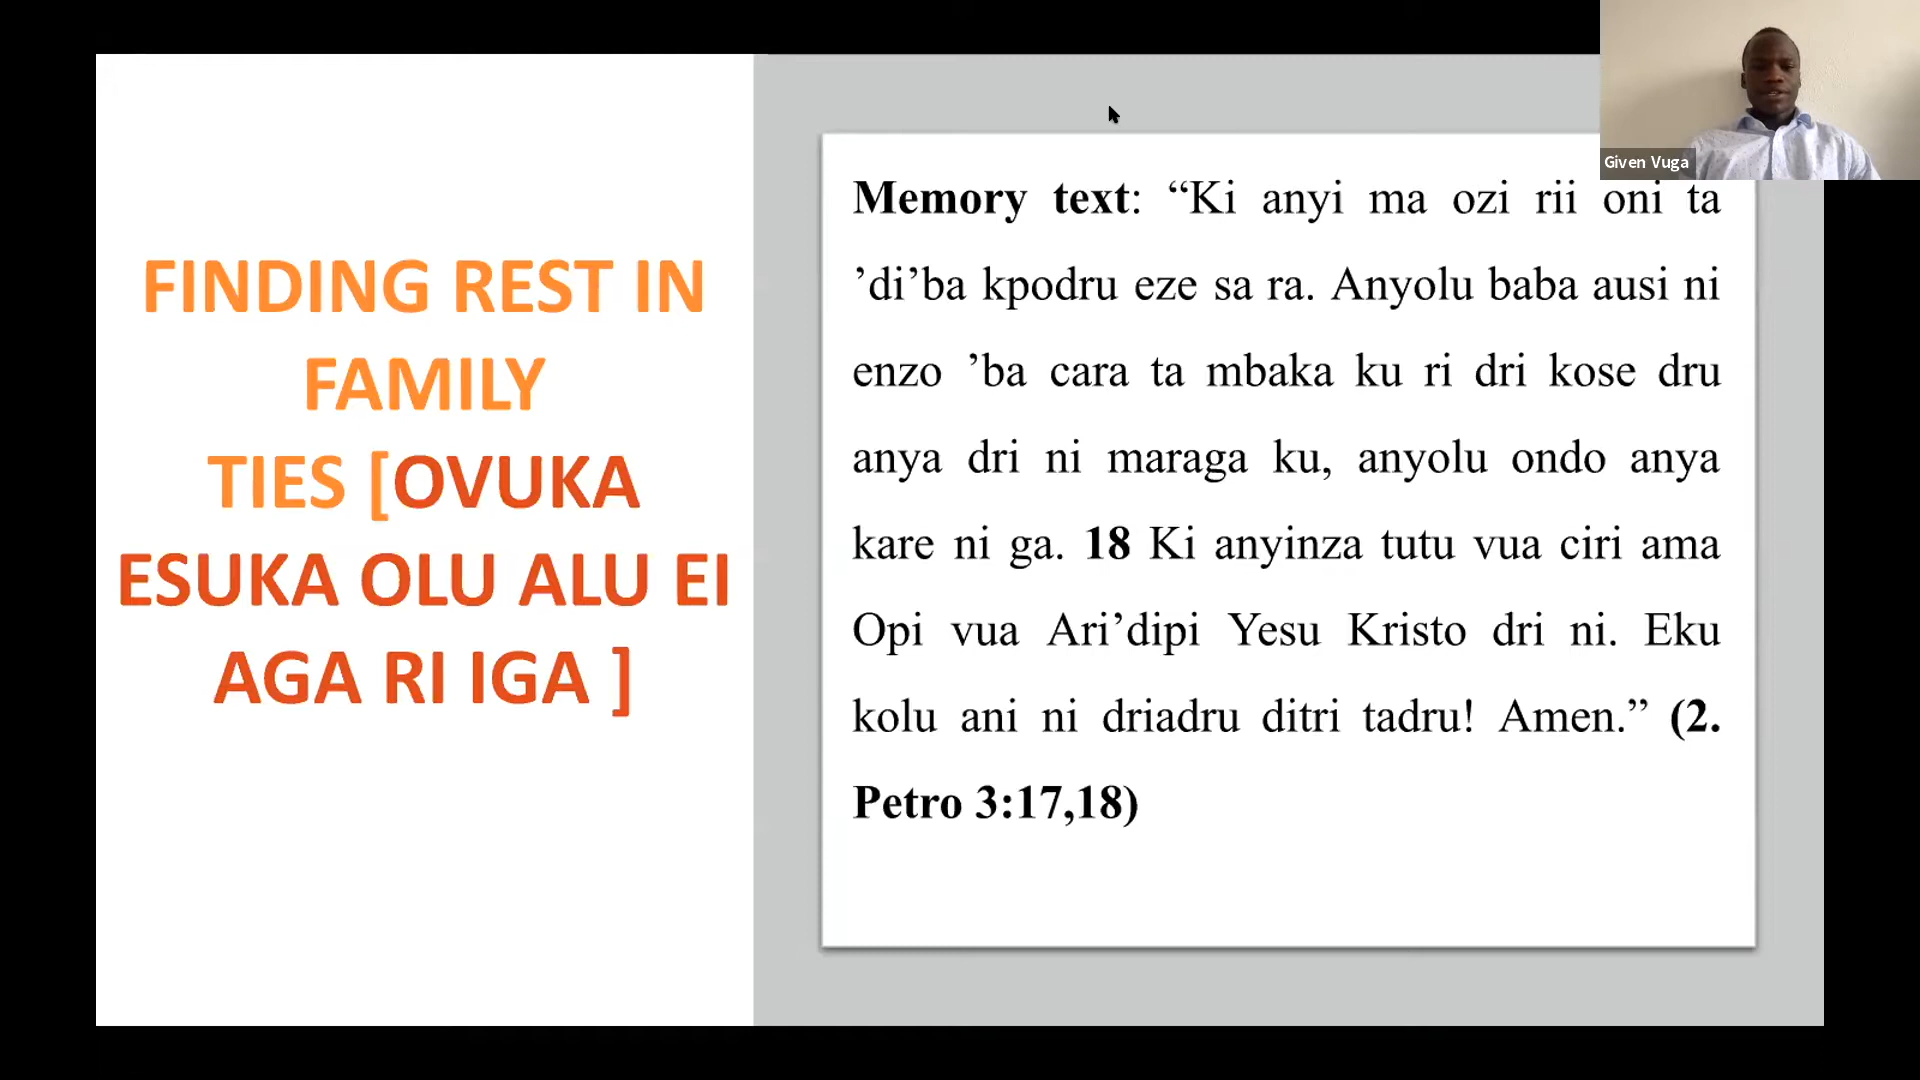 FINDING REST IN
FAMILY
TIES [OVUKA
ESUKA OLU ALU EI
AGA RI IGA ]
Memory text: “Ki anyi ma ozi rii oni ta
’di’ba kpodru eze sa ra. Anyolu baba ausi ni
enzo ’ba cara ta mbaka ku ri dri kose dru
anya dri ni maraga ku, anyolu ondo anya
kare ni ga. 18 Ki anyinza tutu vua ciri ama
Opi vua Ari’dipi Yesu Kristo dri ni. Eku
kolu ani ni driadru ditri tadru! Amen.” (2.
Petro 3:17,18)
Given Vuga